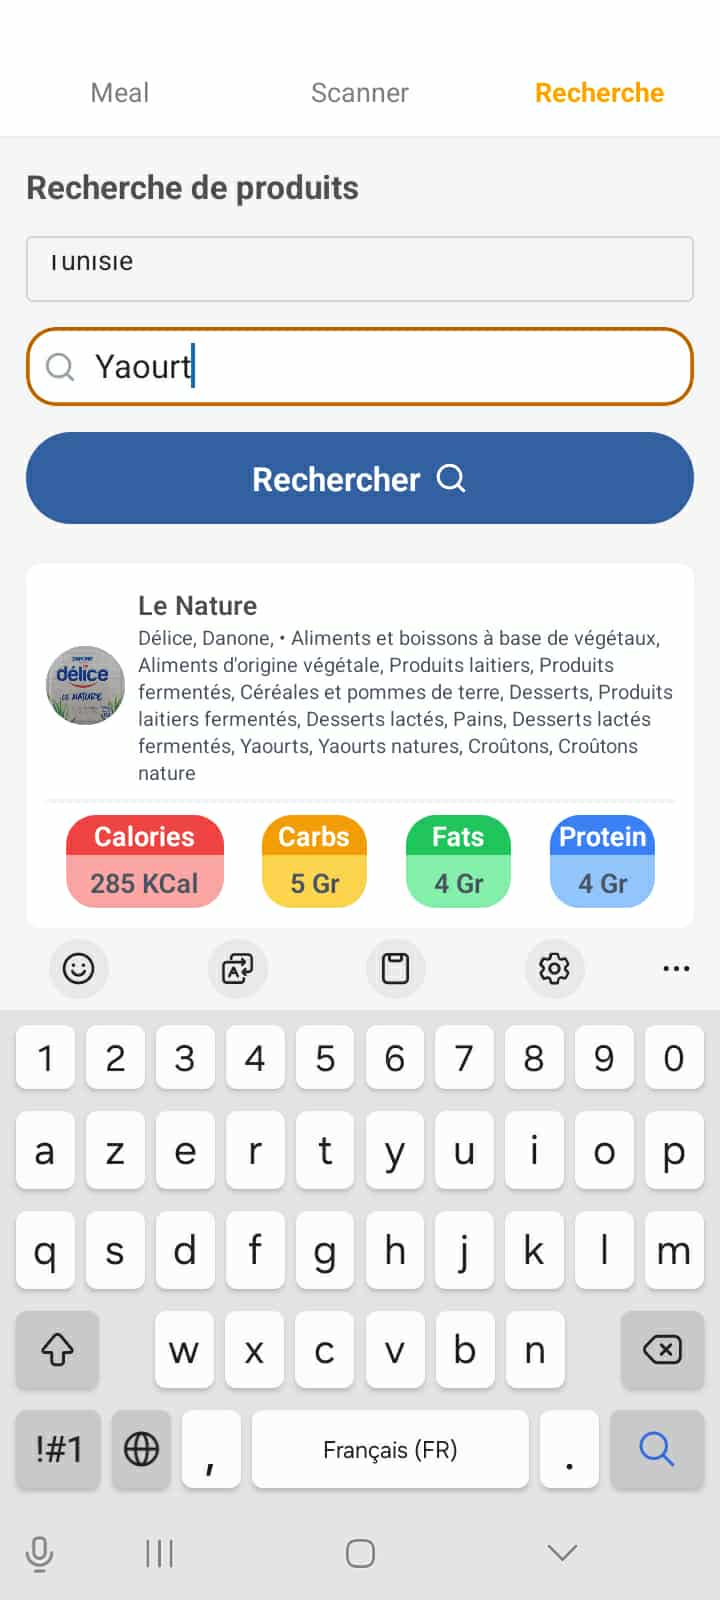 Meal Scanner Recherche
Recherche de produits
Tunisie
Yaourt
Rechercher
Le Nature
Délice, Danone, • Aliments et boissons à base de végétaux,
Aliments d'origine végétale, Produits laitiers, Produits
fermentés, Céréales et pommes de terre, Desserts, Produits
laitiers fermentés, Desserts lactés, Pains, Desserts lactés
fermentés, Yaourts, Yaourts natures, Croûtons, Croûtons
nature
DANONE
délice
LE NATURE
Calories Carbs Fats Protein
285 KCal 5 Gr 4 Gr 4 Gr
1 2 3 4 5 6 7 8 9 0
a z e r t y u i o p
q s d f g h j k l m
w x c v b n
!#1 , Français (FR) .